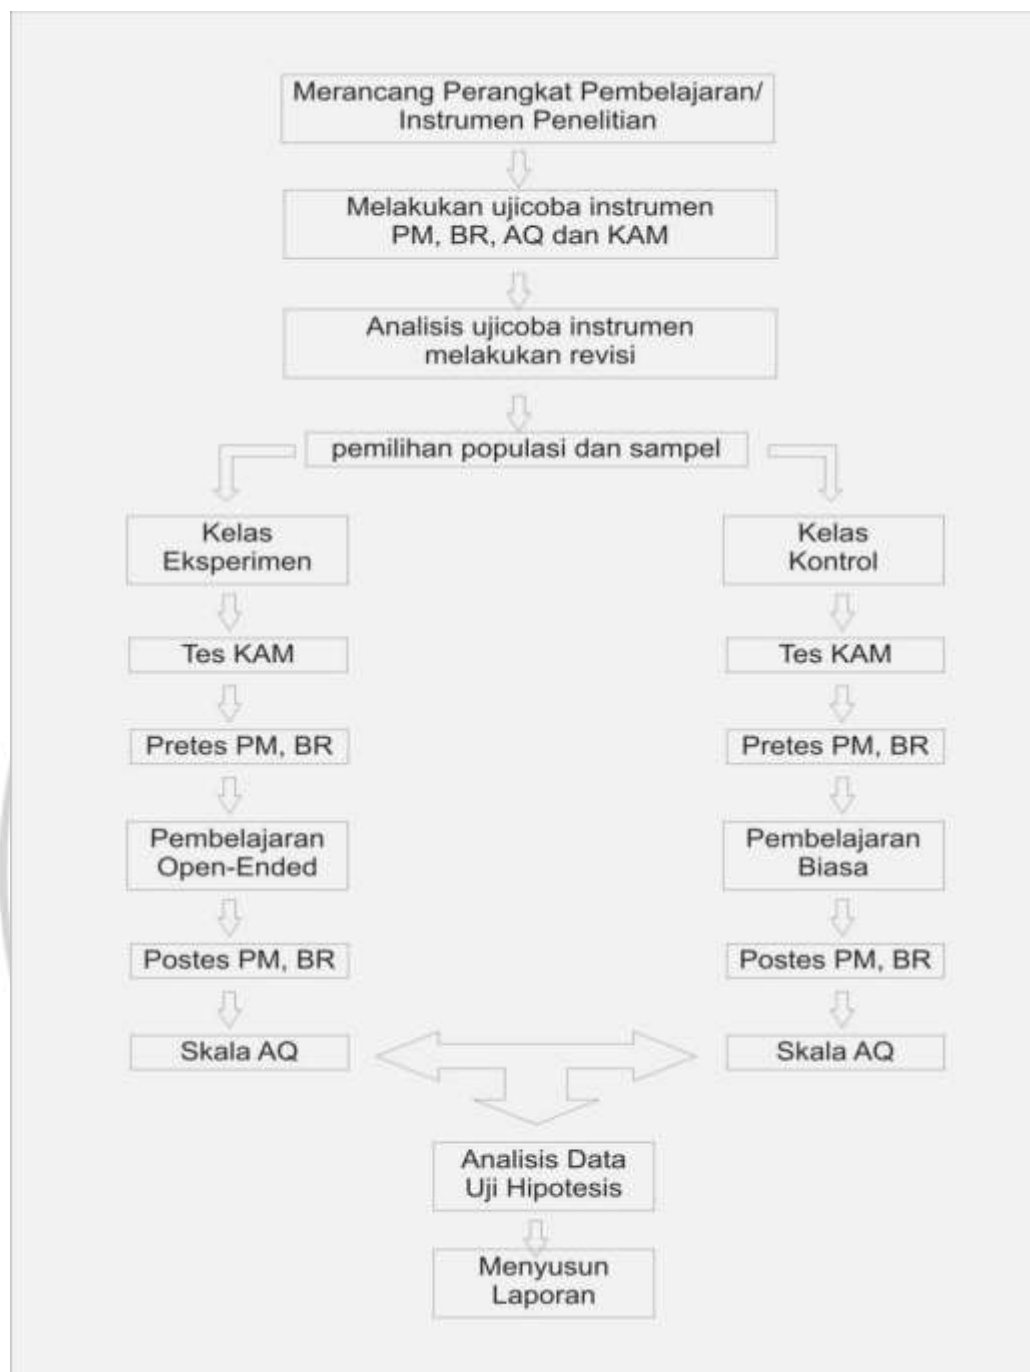 Merancang Perangkat Pembelajaran/
Instrumen Penelitian
Melakukan ujicoba instrumen
PM, BR, AQ dan KAM
Analisis ujicoba instrumen
melakukan revisi
pemilihan populasi dan sampel
Kelas
Eksperimen
Kelas
Kontrol
Tes KAM
Tes KAM
Pretes PM, BR
Pretes PM, BR
Pembelajaran
Open-Ended
Pembelajaran
Biasa
Postes PM, BR
Postes PM, BR
Skala AQ
Skala AQ
Analisis Data
Uji Hipotesis
Menyusun
Laporan